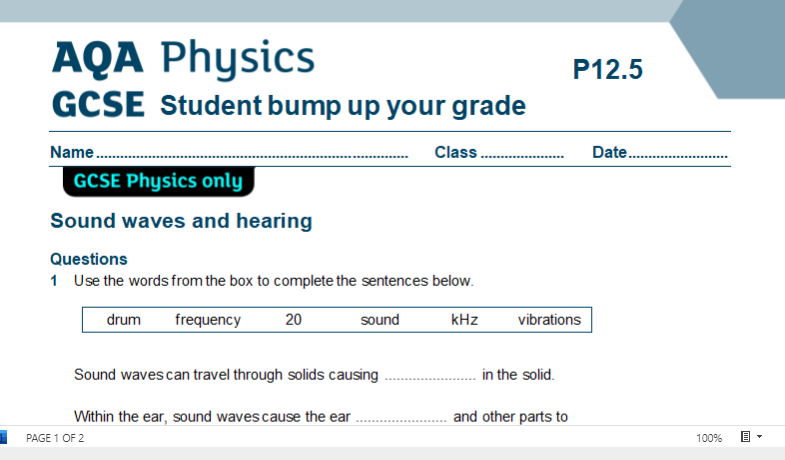 AQA Physics
P12.5
GCSE Student bump up your grade
Name........................................................................ Class.................... Date.........................
GCSE Physics only
Sound waves and hearing
Questions
1 Use the words from the box to complete the sentences below.
drum frequency 20 sound kHz vibrations
Sound waves can travel through solids causing ....................... in the solid.
Within the ear, sound waves cause the ear ....................... and other parts to
PAGE 1 OF 2
100%